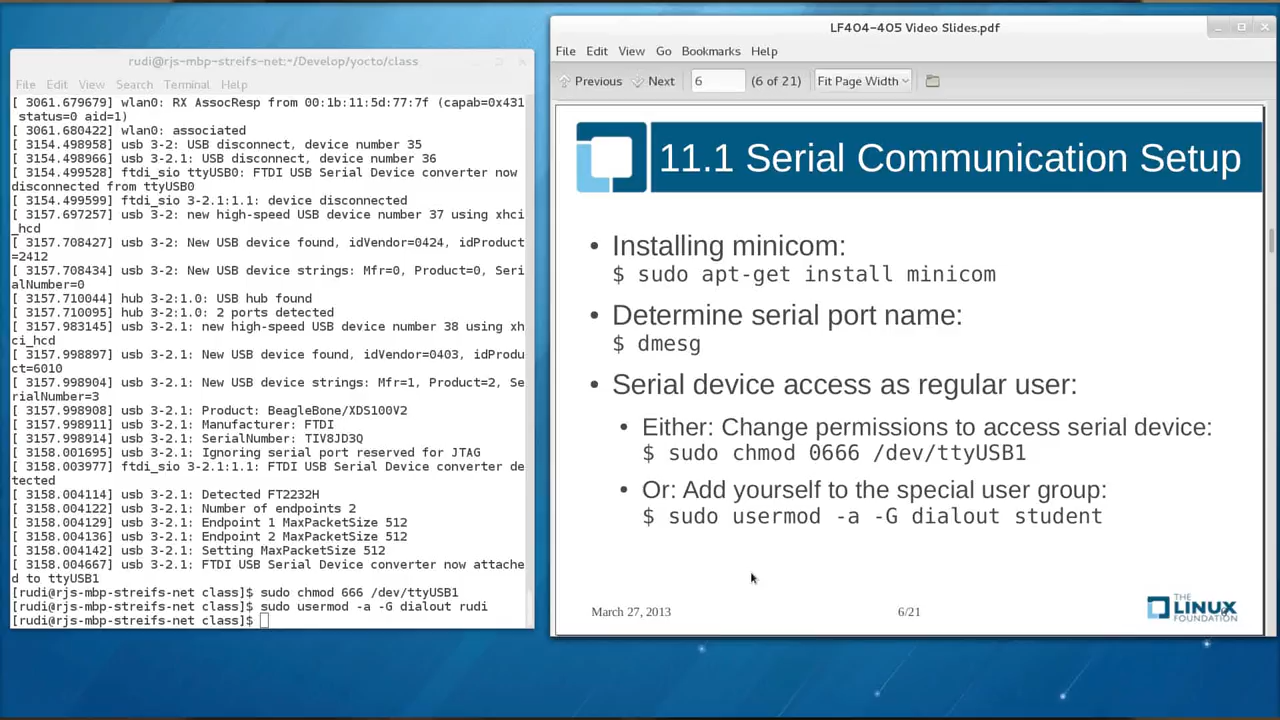 rudi@rjs-mbp-streifs-net:~/Develop/yocto/class
File Edit View Search Terminal Help
[ 3061.679679] wlan0: RX AssocResp from 00:1b:11:5d:77:7f (capab=0x431
status=0 aid=1)
[ 3061.680422] wlan0: associated
[ 3154.498958] usb 3-2: USB disconnect, device number 35
[ 3154.498966] usb 3-2.1: USB disconnect, device number 36
[ 3154.499528] ftdi_sio ttyUSB0: FTDI USB Serial Device converter now
disconnected from ttyUSB0
[ 3154.499599] ftdi_sio 3-2.1:1.1: device disconnected
[ 3157.697257] usb 3-2: new high-speed USB device number 37 using xhci
_hcd
[ 3157.708427] usb 3-2: New USB device found, idVendor=0424, idProduct
=2412
[ 3157.708434] usb 3-2: New USB device strings: Mfr=0, Product=0, Seri
alNumber=0
[ 3157.710044] hub 3-2:1.0: USB hub found
[ 3157.710095] hub 3-2:1.0: 2 ports detected
[ 3157.983145] usb 3-2.1: new high-speed USB device number 38 using xh
ci_hcd
[ 3157.998897] usb 3-2.1: New USB device found, idVendor=0403, idProdu
ct=6010
[ 3157.998904] usb 3-2.1: New USB device strings: Mfr=1, Product=2, Se
rialNumber=3
[ 3157.998908] usb 3-2.1: Product: BeagleBone/XDS100V2
[ 3157.998911] usb 3-2.1: Manufacturer: FTDI
[ 3157.998914] usb 3-2.1: SerialNumber: TIV8JD3Q
[ 3158.001695] usb 3-2.1: Ignoring serial port reserved for JTAG
[ 3158.003977] ftdi_sio 3-2.1:1.1: FTDI USB Serial Device converter de
tected
[ 3158.004114] usb 3-2.1: Detected FT2232H
[ 3158.004122] usb 3-2.1: Number of endpoints 2
[ 3158.004129] usb 3-2.1: Endpoint 1 MaxPacketSize 512
[ 3158.004136] usb 3-2.1: Endpoint 2 MaxPacketSize 512
[ 3158.004142] usb 3-2.1: Setting MaxPacketSize 512
[ 3158.004667] usb 3-2.1: FTDI USB Serial Device converter now attache
d to ttyUSB1
[rudi@rjs-mbp-streifs-net class]$ sudo chmod 666 /dev/ttyUSB1
[rudi@rjs-mbp-streifs-net class]$ sudo usermod -a -G dialout rudi
[rudi@rjs-mbp-streifs-net class]$
LF404-405 Video Slides.pdf
File Edit View Go Bookmarks Help
Previous Next 6 (6 of 21) Fit Page Width
11.1 Serial Communication Setup
• Installing minicom:
$ sudo apt-get install minicom
• Determine serial port name:
$ dmesg
• Serial device access as regular user:
• Either: Change permissions to access serial device:
$ sudo chmod 0666 /dev/ttyUSB1
• Or: Add yourself to the special user group:
$ sudo usermod -a -G dialout student
March 27, 2013
6/21
THE
LINUX
FOUNDATION